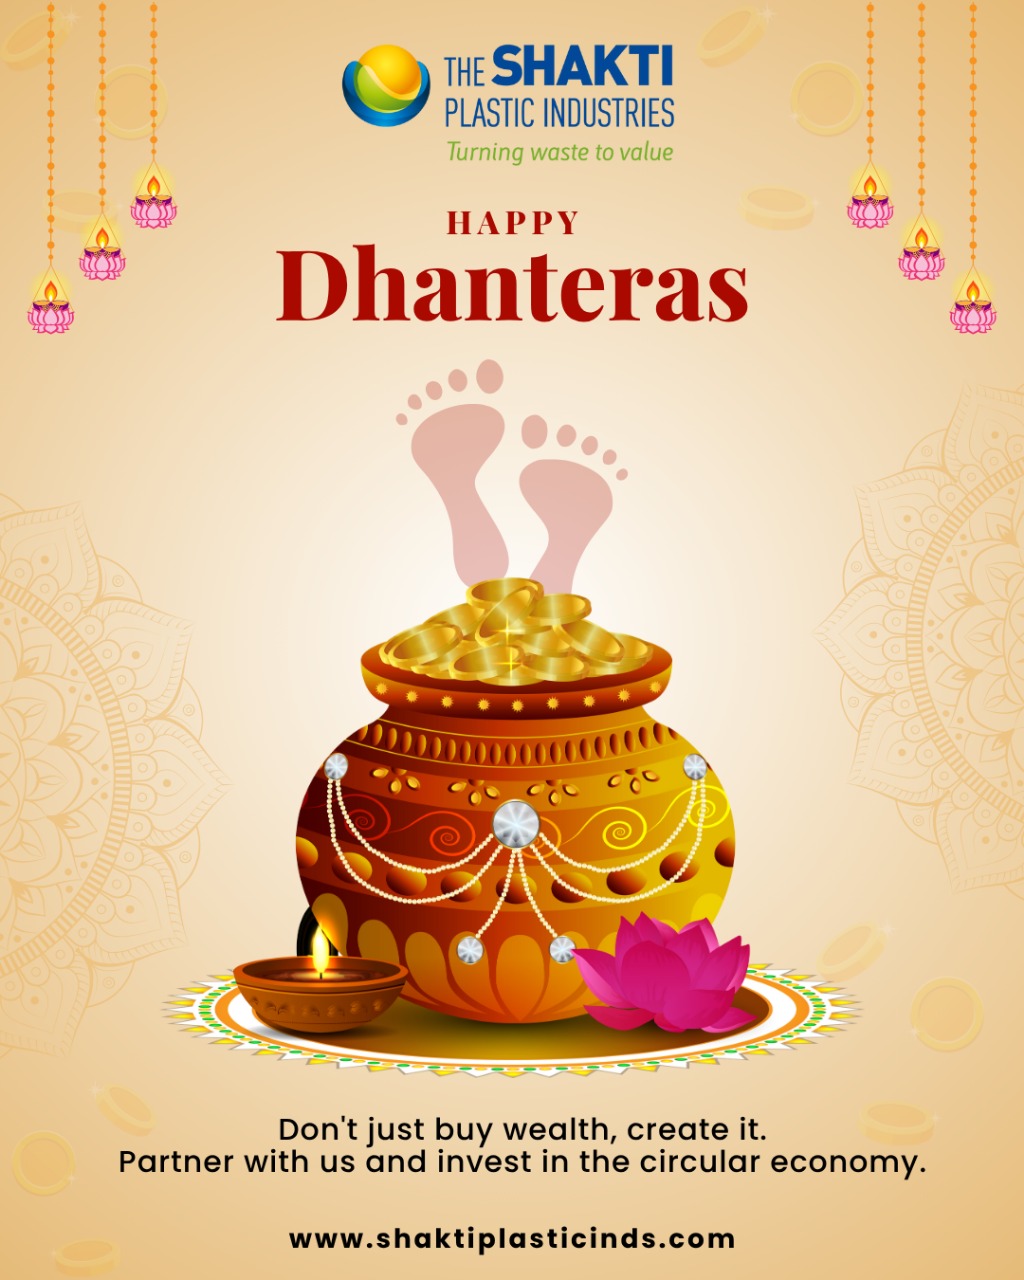 THE SHAKTI
PLASTIC INDUSTRIES
Turning waste to value
HAPPY
Dhanteras
Don't just buy wealth, create it.
Partner with us and invest in the circular economy.
www.shaktiplasticinds.com